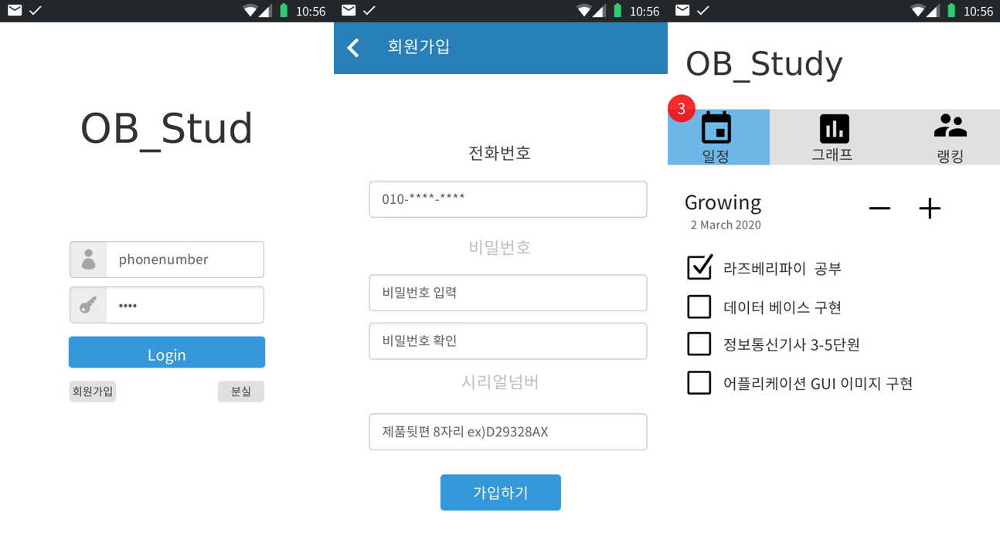 10:56
OB_Stud
phonenumber
••••
Login
회원가입
분실
10:56
회원가입
전화번호
010-****-****
비밀번호
비밀번호 입력
비밀번호 확인
시리얼넘버
제품뒷편 8자리 ex)D29328AX
가입하기
10:56
OB_Study
3
일정
그래프
랭킹
Growing
2 March 2020
라즈베리파이 공부
데이터 베이스 구현
정보통신기사 3-5단원
어플리케이션 GUI 이미지 구현